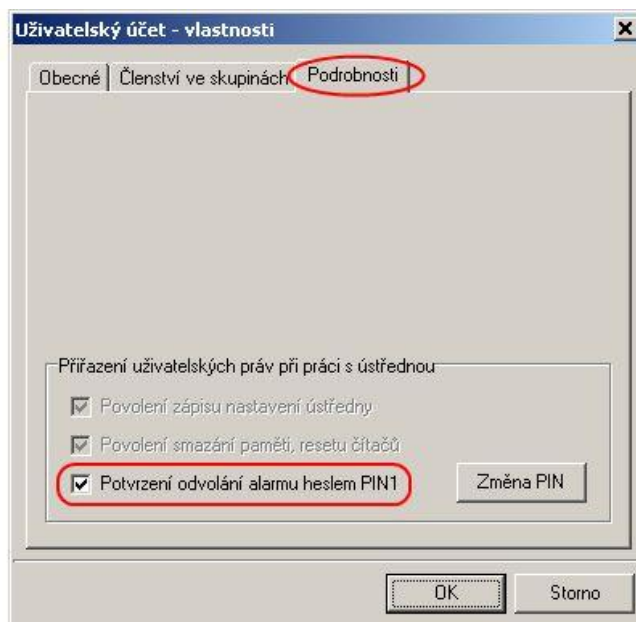 Uživatelský účet - vlastnosti
Obecné Členství ve skupinách Podrobnosti
Přiřazení uživatelských práv při práci s ústřednou
Povolení zápisu nastavení ústředny
Povolení smazání paměti, resetu čítačů
Potvrzení odvolání alarmu heslem PIN1 Změna PIN
OK Storno